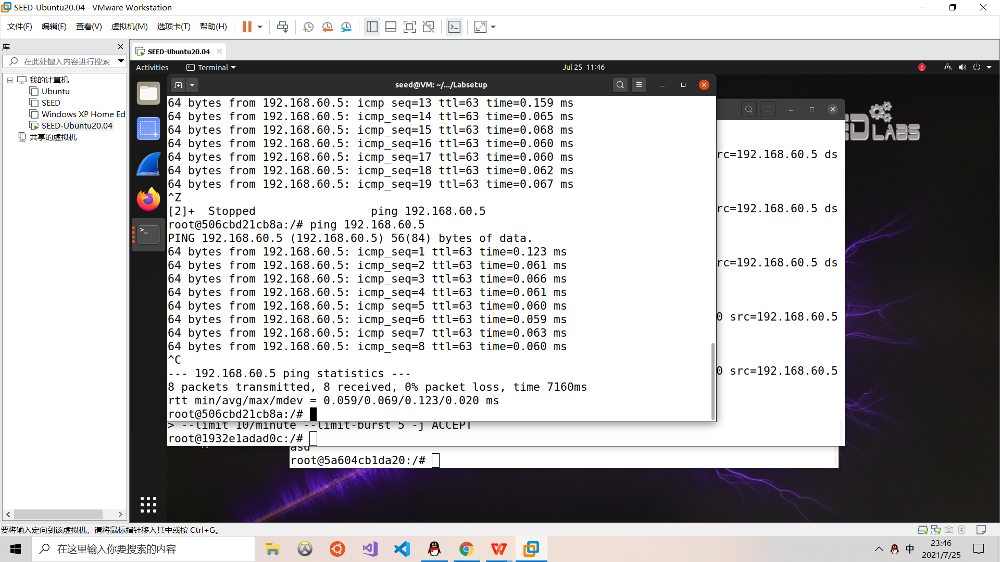 SEED-Ubuntu20.04 - VMware Workstation
文件(F) 编辑(E) 查看(V) 虚拟机(M) 选项卡(T) 帮助(H)
库
在此处键入内容进行搜索
我的计算机
Ubuntu
SEED
Windows XP Home Ed
SEED-Ubuntu20.04
共享的虚拟机
SEED-Ubuntu20.04
Activities Terminal Jul 25 11:46
seed@VM: ~/.../Labsetup
64 bytes from 192.168.60.5: icmp_seq=13 ttl=63 time=0.159 ms
64 bytes from 192.168.60.5: icmp_seq=14 ttl=63 time=0.065 ms
64 bytes from 192.168.60.5: icmp_seq=15 ttl=63 time=0.068 ms
64 bytes from 192.168.60.5: icmp_seq=16 ttl=63 time=0.060 ms
64 bytes from 192.168.60.5: icmp_seq=17 ttl=63 time=0.060 ms
64 bytes from 192.168.60.5: icmp_seq=18 ttl=63 time=0.062 ms
64 bytes from 192.168.60.5: icmp_seq=19 ttl=63 time=0.067 ms
^Z
[2]+  Stopped                 ping 192.168.60.5
root@506cbd21cb8a:/# ping 192.168.60.5
PING 192.168.60.5 (192.168.60.5) 56(84) bytes of data.
64 bytes from 192.168.60.5: icmp_seq=1 ttl=63 time=0.123 ms
64 bytes from 192.168.60.5: icmp_seq=2 ttl=63 time=0.061 ms
64 bytes from 192.168.60.5: icmp_seq=3 ttl=63 time=0.066 ms
64 bytes from 192.168.60.5: icmp_seq=4 ttl=63 time=0.061 ms
64 bytes from 192.168.60.5: icmp_seq=5 ttl=63 time=0.060 ms
64 bytes from 192.168.60.5: icmp_seq=6 ttl=63 time=0.059 ms
64 bytes from 192.168.60.5: icmp_seq=7 ttl=63 time=0.063 ms
64 bytes from 192.168.60.5: icmp_seq=8 ttl=63 time=0.060 ms
^C
--- 192.168.60.5 ping statistics ---
8 packets transmitted, 8 received, 0% packet loss, time 7160ms
rtt min/avg/max/mdev = 0.059/0.069/0.123/0.020 ms
root@506cbd21cb8a:/#
rc=192.168.60.5 ds
rc=192.168.60.5 ds
rc=192.168.60.5 ds
0 src=192.168.60.5
0 src=192.168.60.5
> --limit 10/minute --limit-burst 5 -j ACCEPT
root@1932e1adad0c:/#
asd
root@5a604cb1da20:/#
ED LABS
要将输入定向到该虚拟机，请将鼠标指针移入其中或按 Ctrl+G。
在这里输入你要搜索的内容
中
23:46
2021/7/25